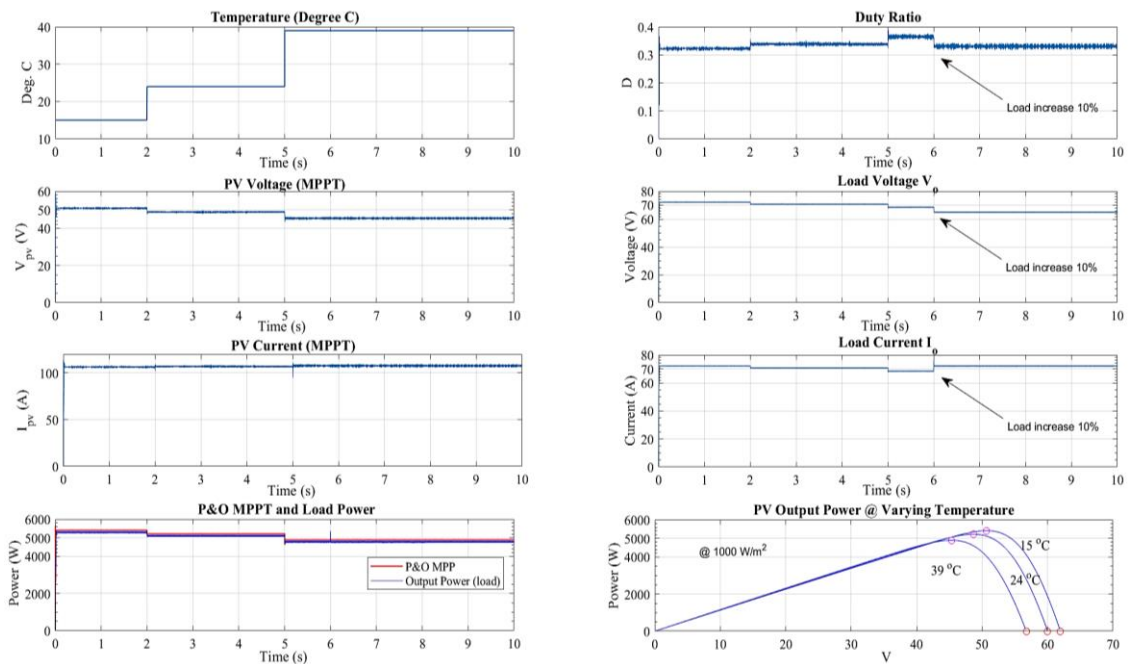 Temperature (Degree C)
40
30
20
10
Deg. C
0 1 2 3 4 5 6 7 8 9 10
Time (s)
Duty Ratio
0.4
0.3
0.2
0.1
0
D
Load increase 10%
0 1 2 3 4 5 6 7 8 9 10
Time (s)
PV Voltage (MPPT)
60
50
40
20
0
V_pv (V)
0 1 2 3 4 5 6 7 8 9 10
Time (s)
Load Voltage V_o
80
70
60
40
20
0
Voltage (V)
Load increase 10%
0 1 2 3 4 5 6 7 8 9 10
Time (s)
PV Current (MPPT)
100
50
0
I_pv (A)
0 1 2 3 4 5 6 7 8 9 10
Time (s)
Load Current I_o
80
70
60
40
20
0
Current (A)
Load increase 10%
0 1 2 3 4 5 6 7 8 9 10
Time (s)
P&O MPPT and Load Power
6000
4000
2000
0
Power (W)
P&O MPP
Output Power (load)
0 1 2 3 4 5 6 7 8 9 10
Time (s)
PV Output Power @ Varying Temperature
6000
4000
2000
0
Power (W)
@ 1000 W/m²
15 °C
24 °C
39 °C
0 10 20 30 40 50 60 70
V